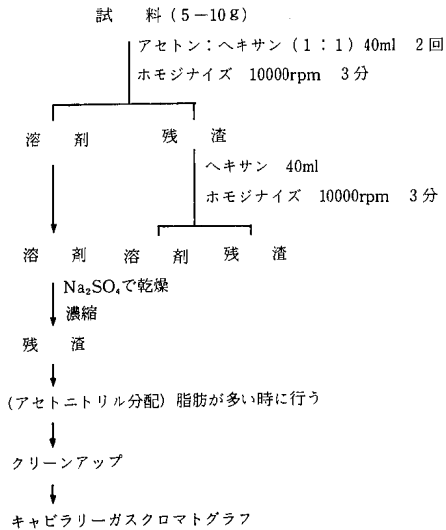 試料(5-10g)
アセトン:ヘキサン(1:1)40ml 2回
ホモジナイズ 10000rpm 3分
溶剤 残渣
ヘキサン 40ml
ホモジナイズ 10000rpm 3分
溶剤 溶剤 残渣
Na₂SO₄で乾燥
濃縮
残渣
(アセトニトリル分配)脂肪が多い時に行う
クリーンアップ
キャピラリーガスクロマトグラフ